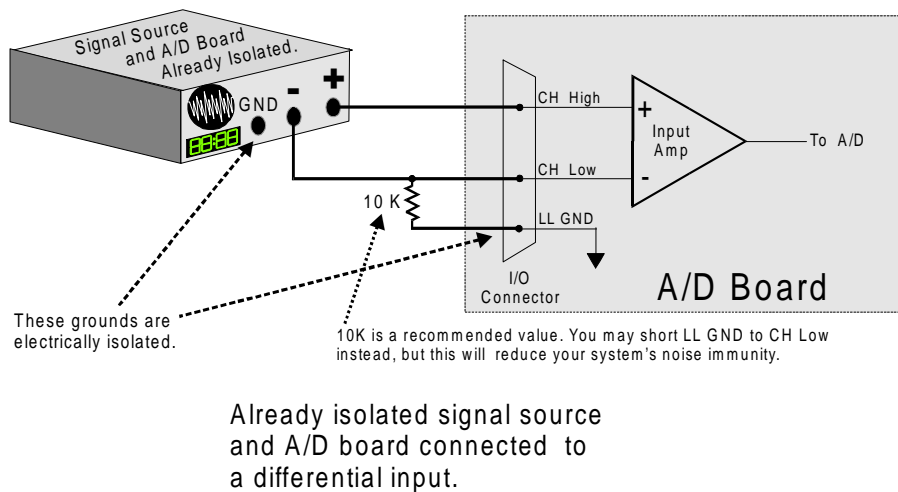 Signal Source
and A/D Board
Already Isolated.
GND
-
+
88:88
CH High
+
Input
Amp
To A/D
CH Low
-
10 K
LL GND
I/O
Connector
A/D Board
These grounds are
electrically isolated.
10K is a recommended value. You may short LL GND to CH Low
instead, but this will reduce your system's noise immunity.
Already isolated signal source
and A/D board connected to
a differential input.